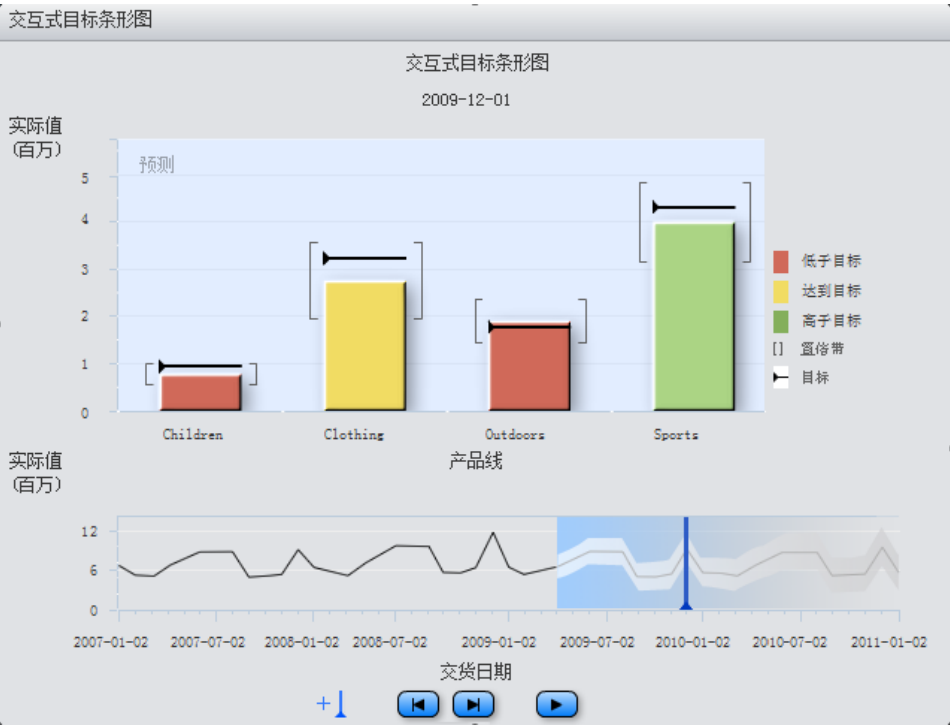 交互式目标条形图
交互式目标条形图
2009-12-01
实际值
(百万)
预测
5
4
3
2
1
0
Children
Clothing
Outdoors
Sports
产品线
低于目标
达到目标
高于目标
[] 置信带
目标
实际值
(百万)
12
6
0
2007-01-02
2007-07-02
2008-01-02
2008-07-02
2009-01-02
2009-07-02
2010-01-02
2010-07-02
2011-01-02
交货日期